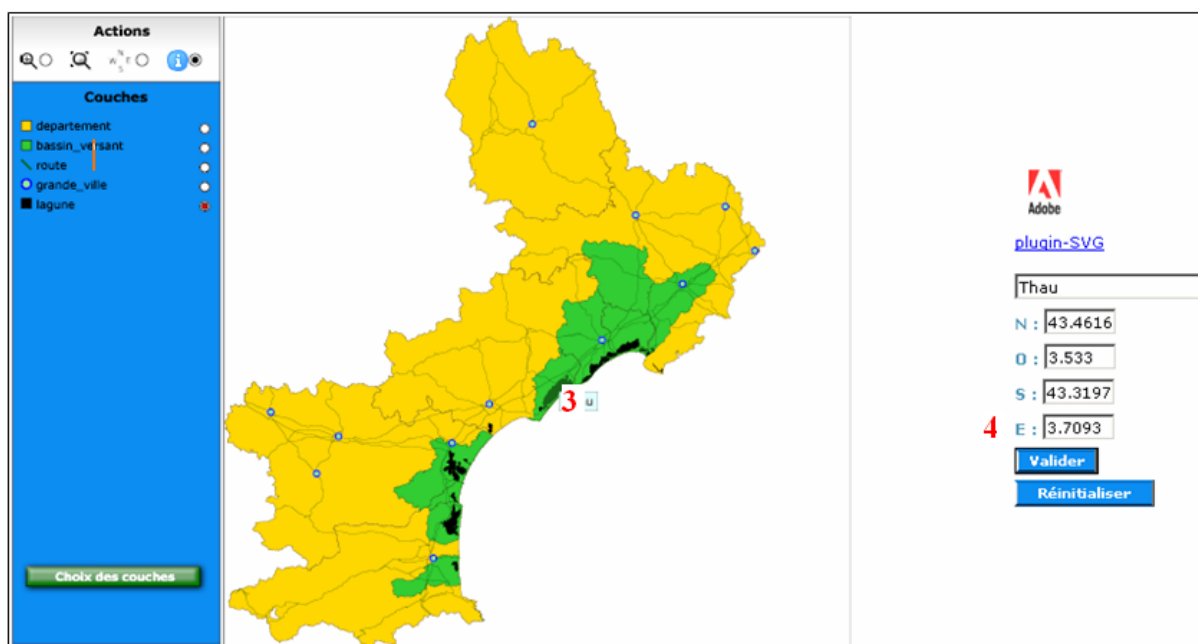 Actions
N
W E
S
i
Couches
departement
bassin_versant
route
grande_ville
lagune
Choix des couches
3 u
Adobe
plugin-SVG
Thau
N : 43.4616
O : 3.533
S : 43.3197
4 E : 3.7093
Valider
Réinitialiser